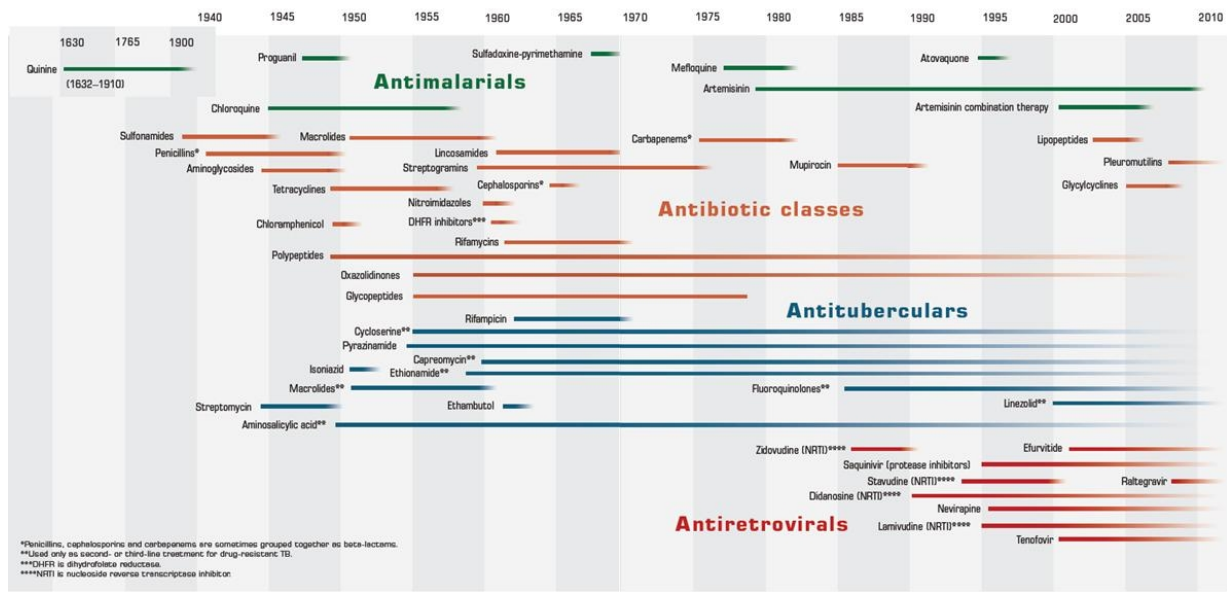 1940 1945 1950 1955 1960 1965 1970 1975 1980 1985 1990 1995 2000 2005 2010
1630 1765 1900
Quinine
(1632–1910)
Proguanil
Sulfadoxine-pyrimethamine
Mefloquine
Atovaquone
Antimalarials
Artemisinin
Chloroquine
Artemisinin combination therapy
Sulfonamides
Macrolides
Carbapenems*
Lipopeptides
Penicillins*
Lincosamides
Pleuromutilins
Aminoglycosides
Streptogramins
Mupirocin
Tetracyclines
Cephalosporins*
Glycylcyclines
Nitroimidazoles
Antibiotic classes
Chloramphenicol
DHFR inhibitors***
Rifamycins
Polypeptides
Oxazolidinones
Glycopeptides
Antituberculars
Rifampicin
Cycloserine**
Pyrazinamide
Capreomycin**
Isoniazid
Ethionamide**
Macrolides**
Fluoroquinolones**
Streptomycin
Ethambutol
Linezolid**
Aminosalicylic acid**
Zidovudine (NRTI)****
Efurvitide
Saquinivir (protease inhibitors)
Stavudine (NRTI)****
Raltegravir
Didanosine (NRTI)****
Nevirapine
Antiretrovirals
Lamivudine (NRTI)****
Tenofovir
*Penicillins, cephalosporins and carbepenems are sometimes grouped together as beta-lactams.
**Used only as second- or third-line treatment for drug-resistant TB.
***DHFR is dihydrofolate reductase.
****NRTI is nucleoside reverse transcriptase inhibitor.